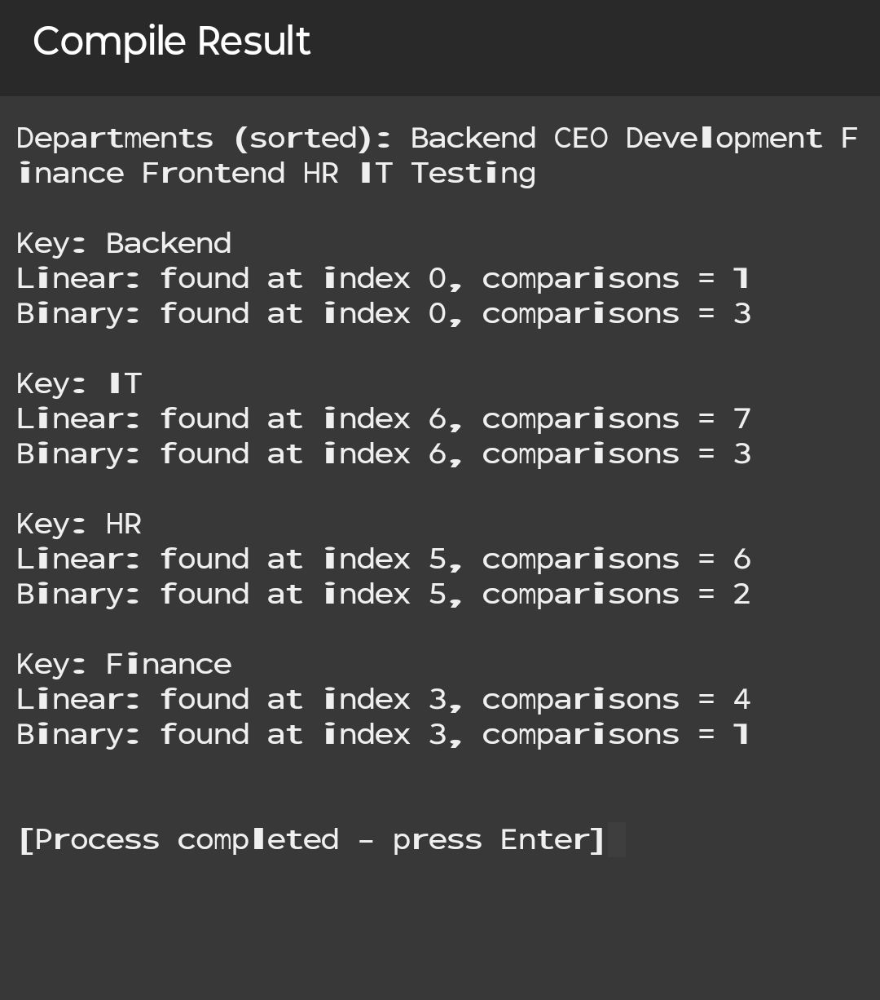 Compile Result
Departments (sorted): Backend CEO Development F
inance Frontend HR IT Testing
Key: Backend
Linear: found at index 0, comparisons = 1
Binary: found at index 0, comparisons = 3
Key: IT
Linear: found at index 6, comparisons = 7
Binary: found at index 6, comparisons = 3
Key: HR
Linear: found at index 5, comparisons = 6
Binary: found at index 5, comparisons = 2
Key: Finance
Linear: found at index 3, comparisons = 4
Binary: found at index 3, comparisons = 1
[Process completed - press Enter]